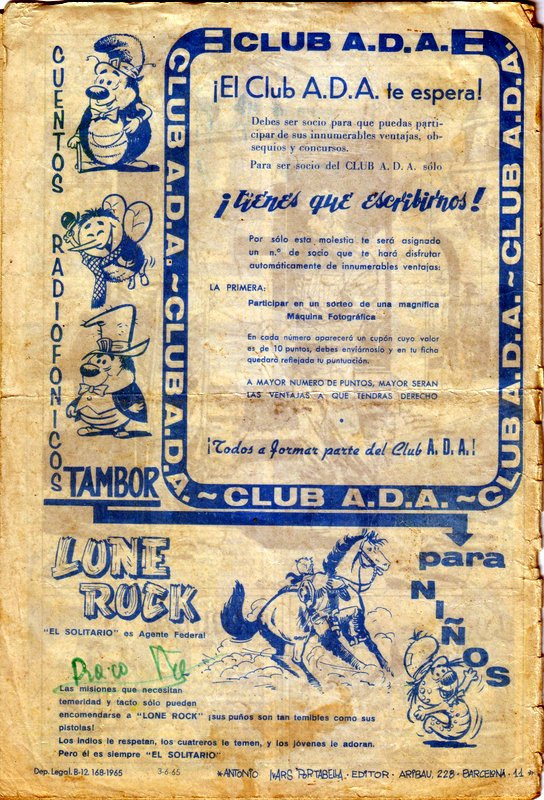 CLUB A.D.A.
CLUB A.D.A. ~ CLUB A.D.A. ~ CLUB A.D.A. ~ CLUB A.D.A. ~ CLUB A.D.A.
CUENTOS RADIOFONICOS
TAMBOR
¡El Club A.D.A. te espera!
Debes ser socio para que puedas parti-
cipar de sus innumerables ventajas, ob-
sequios y concursos.
Para ser socio del CLUB A. D. A. sólo
¡tienes que escribirnos!
Por sólo esta molestia te será asignado
un n.º de socio que te hará disfrutar
automáticamente de innumerables ventajas:
LA PRIMERA:
Participar en un sorteo de una magnífica
Máquina Fotográfica
En cada número aparecerá un cupón cuyo valor
es de 10 puntos, debes enviárnoslo y en tu ficha
quedará reflejada tu puntuación.
A MAYOR NUMERO DE PUNTOS, MAYOR SERAN
LAS VENTAJAS A QUE TENDRAS DERECHO
¡Todos a formar parte del Club A. D. A.!
para
NIÑOS
LONE
ROCK
"EL SOLITARIO" es Agente Federal
Las misiones que necesitan
temeridad y tacto sólo pueden
encomendarse a "LONE ROCK" ¡sus puños son tan temibles como sus
pistolas!
Los indios le respetan, los cuatreros le temen, y los jóvenes le adoran.
Pero él es siempre "EL SOLITARIO".
Dep. Legal. B-12. 168-1965
3-6-65
*ANTONIO IVARS PORTABELLA - EDITOR - ARIBAU, 228 - BARCELONA - 11*